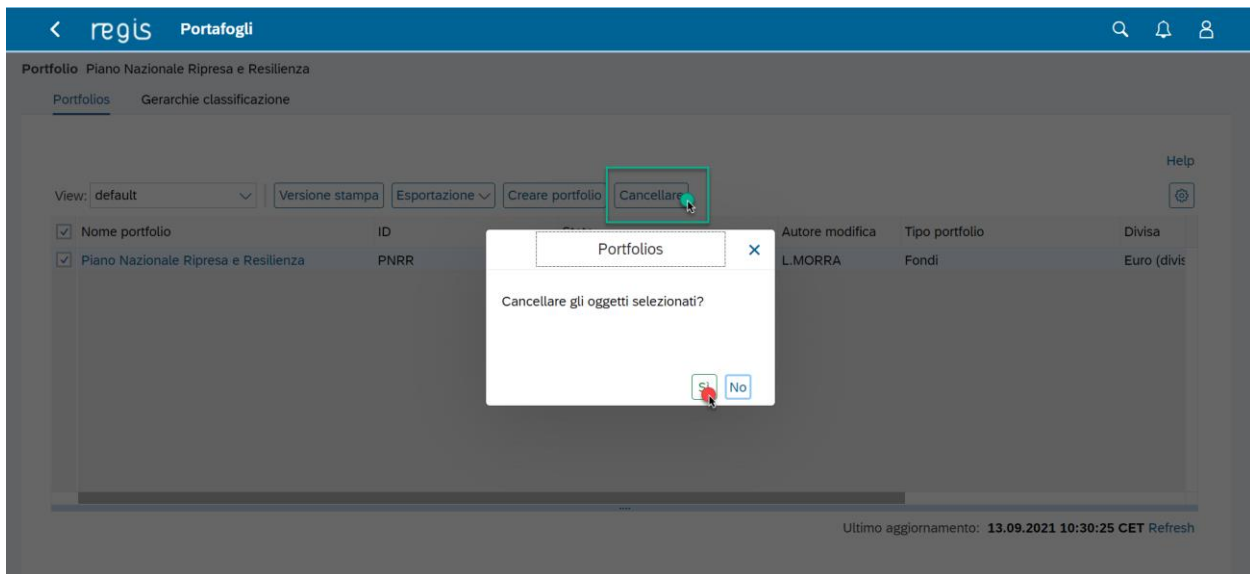 regis Portafogli
Portfolio Piano Nazionale Ripresa e Resilienza
Portfolios Gerarchie classificazione
Help
View: default Versione stampa Esportazione Creare portfolio Cancellare
Nome portfolio ID Autore modifica Tipo portfolio Divisa
Piano Nazionale Ripresa e Resilienza PNRR L.MORRA Fondi Euro (divis
Portfolios
Cancellare gli oggetti selezionati?
Sì No
Ultimo aggiornamento: 13.09.2021 10:30:25 CET Refresh